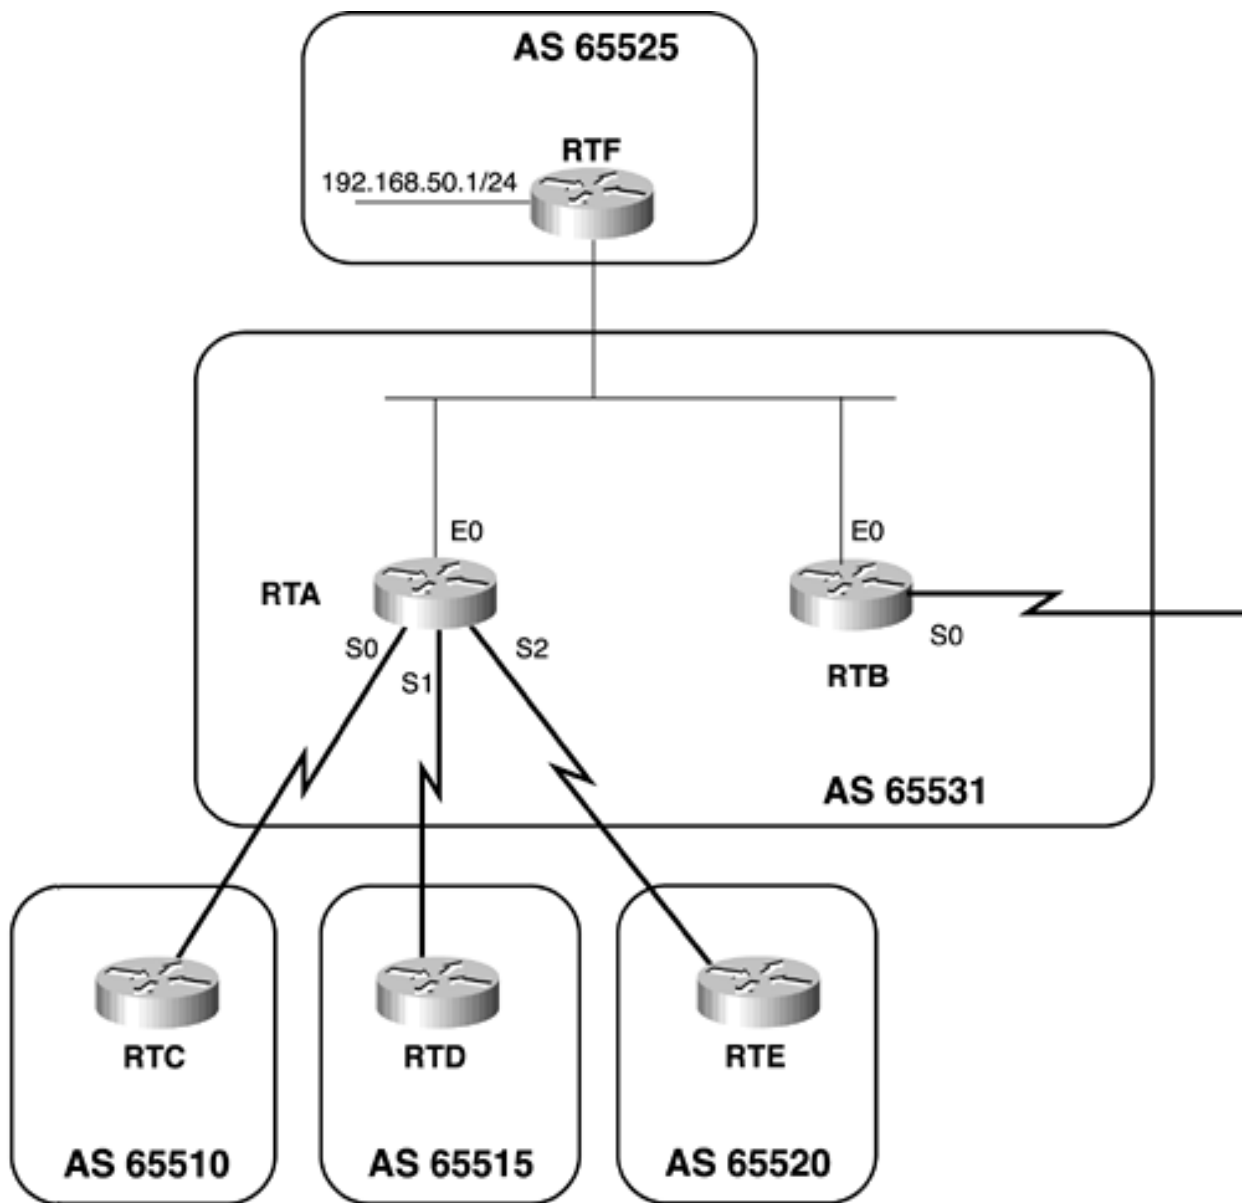 AS 65525
RTF
192.168.50.1/24
E0
E0
RTA
S0
S2
S0
S1
RTB
AS 65531
RTC
RTD
RTE
AS 65510
AS 65515
AS 65520